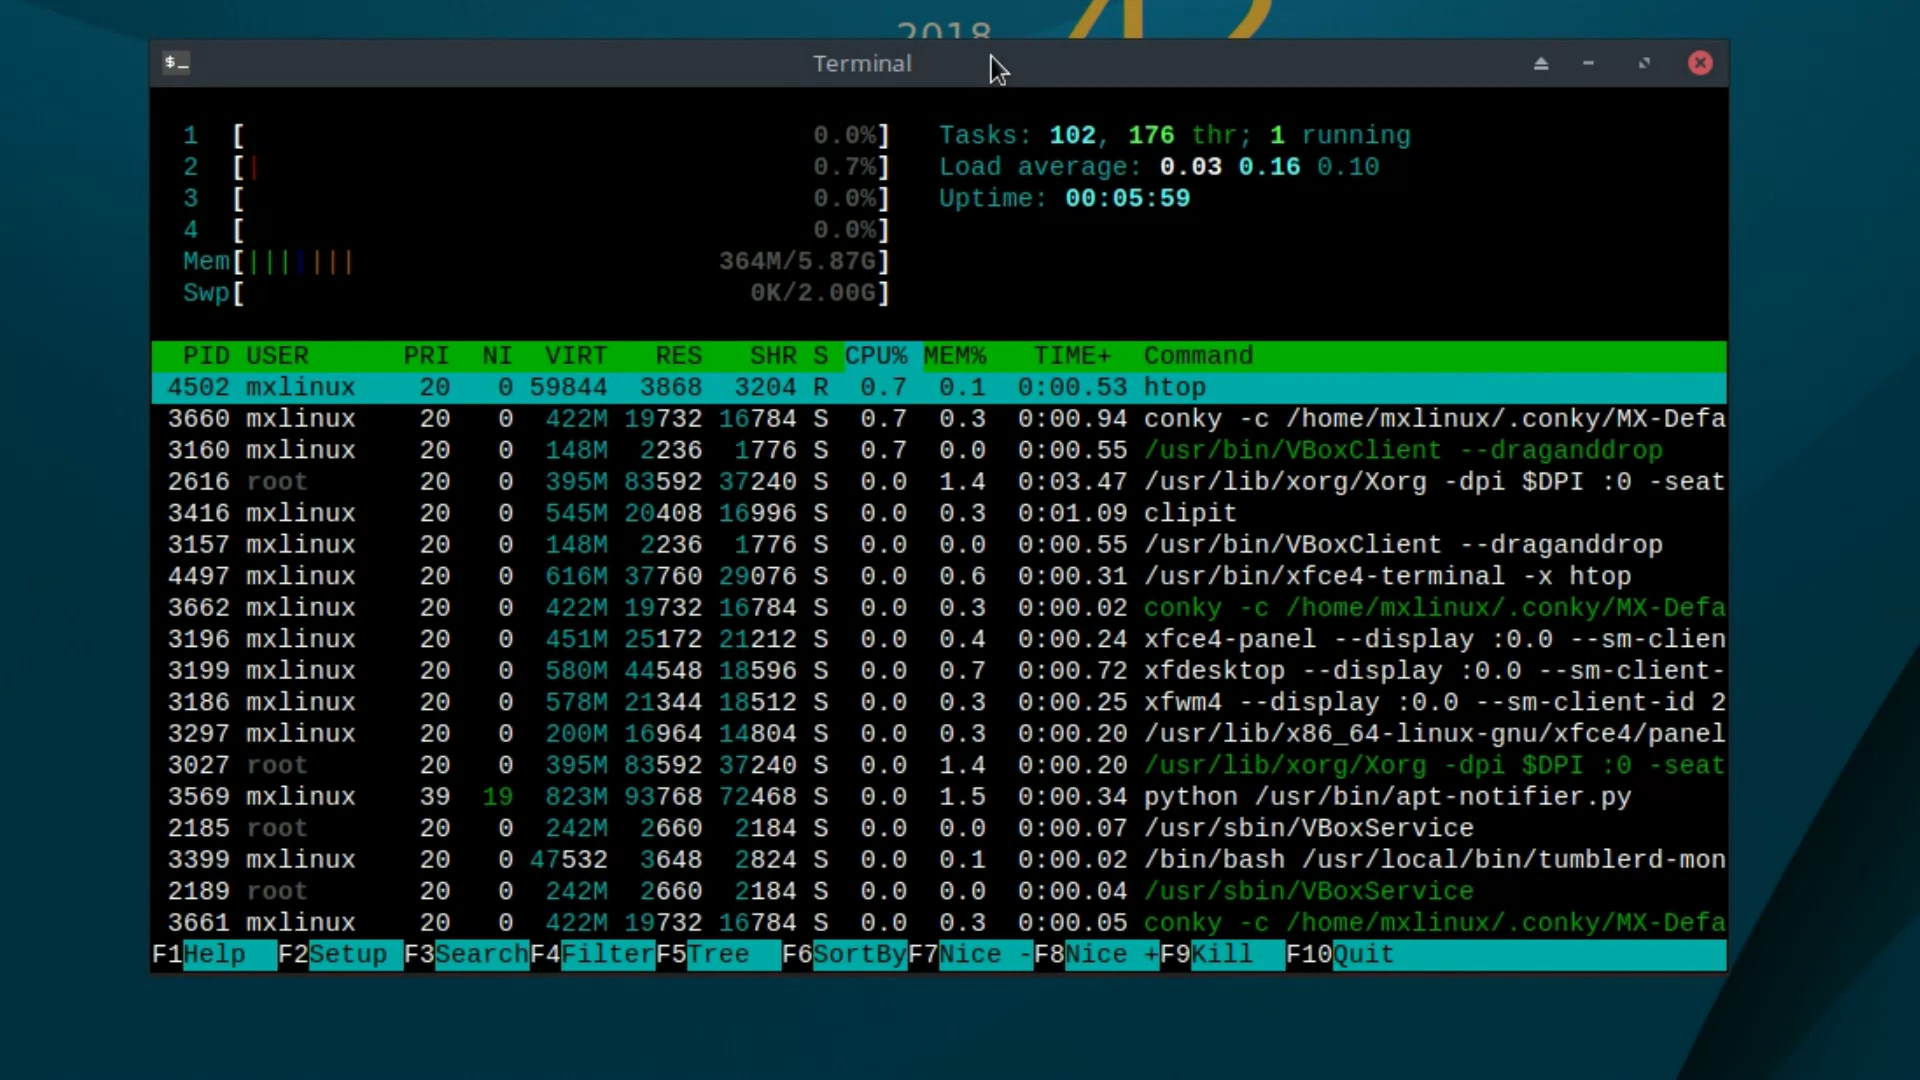 2018
$_ Terminal
1 [ 0.0%] Tasks: 102, 176 thr; 1 running
2 [| 0.7%] Load average: 0.03 0.16 0.10
3 [ 0.0%] Uptime: 00:05:59
4 [ 0.0%]
Mem[||||||| 364M/5.87G]
Swp[ 0K/2.00G]
PID USER PRI NI VIRT RES SHR S CPU% MEM% TIME+ Command
4502 mxlinux 20 0 59844 3868 3204 R 0.7 0.1 0:00.53 htop
3660 mxlinux 20 0 422M 19732 16784 S 0.7 0.3 0:00.94 conky -c /home/mxlinux/.conky/MX-Defa
3160 mxlinux 20 0 148M 2236 1776 S 0.7 0.0 0:00.55 /usr/bin/VBoxClient --draganddrop
2616 root 20 0 395M 83592 37240 S 0.0 1.4 0:03.47 /usr/lib/xorg/Xorg -dpi $DPI :0 -seat
3416 mxlinux 20 0 545M 20408 16996 S 0.0 0.3 0:01.09 clipit
3157 mxlinux 20 0 148M 2236 1776 S 0.0 0.0 0:00.55 /usr/bin/VBoxClient --draganddrop
4497 mxlinux 20 0 616M 37760 29076 S 0.0 0.6 0:00.31 /usr/bin/xfce4-terminal -x htop
3662 mxlinux 20 0 422M 19732 16784 S 0.0 0.3 0:00.02 conky -c /home/mxlinux/.conky/MX-Defa
3196 mxlinux 20 0 451M 25172 21212 S 0.0 0.4 0:00.24 xfce4-panel --display :0.0 --sm-clien
3199 mxlinux 20 0 580M 44548 18596 S 0.0 0.7 0:00.72 xfdesktop --display :0.0 --sm-client-
3186 mxlinux 20 0 578M 21344 18512 S 0.0 0.3 0:00.25 xfwm4 --display :0.0 --sm-client-id 2
3297 mxlinux 20 0 200M 16964 14804 S 0.0 0.3 0:00.20 /usr/lib/x86_64-linux-gnu/xfce4/panel
3027 root 20 0 395M 83592 37240 S 0.0 1.4 0:00.20 /usr/lib/xorg/Xorg -dpi $DPI :0 -seat
3569 mxlinux 39 19 823M 93768 72468 S 0.0 1.5 0:00.34 python /usr/bin/apt-notifier.py
2185 root 20 0 242M 2660 2184 S 0.0 0.0 0:00.07 /usr/sbin/VBoxService
3399 mxlinux 20 0 47532 3648 2824 S 0.0 0.1 0:00.02 /bin/bash /usr/local/bin/tumblerd-mon
2189 root 20 0 242M 2660 2184 S 0.0 0.0 0:00.04 /usr/sbin/VBoxService
3661 mxlinux 20 0 422M 19732 16784 S 0.0 0.3 0:00.05 conky -c /home/mxlinux/.conky/MX-Defa
F1Help F2Setup F3SearchF4FilterF5Tree F6SortByF7Nice -F8Nice +F9Kill F10Quit